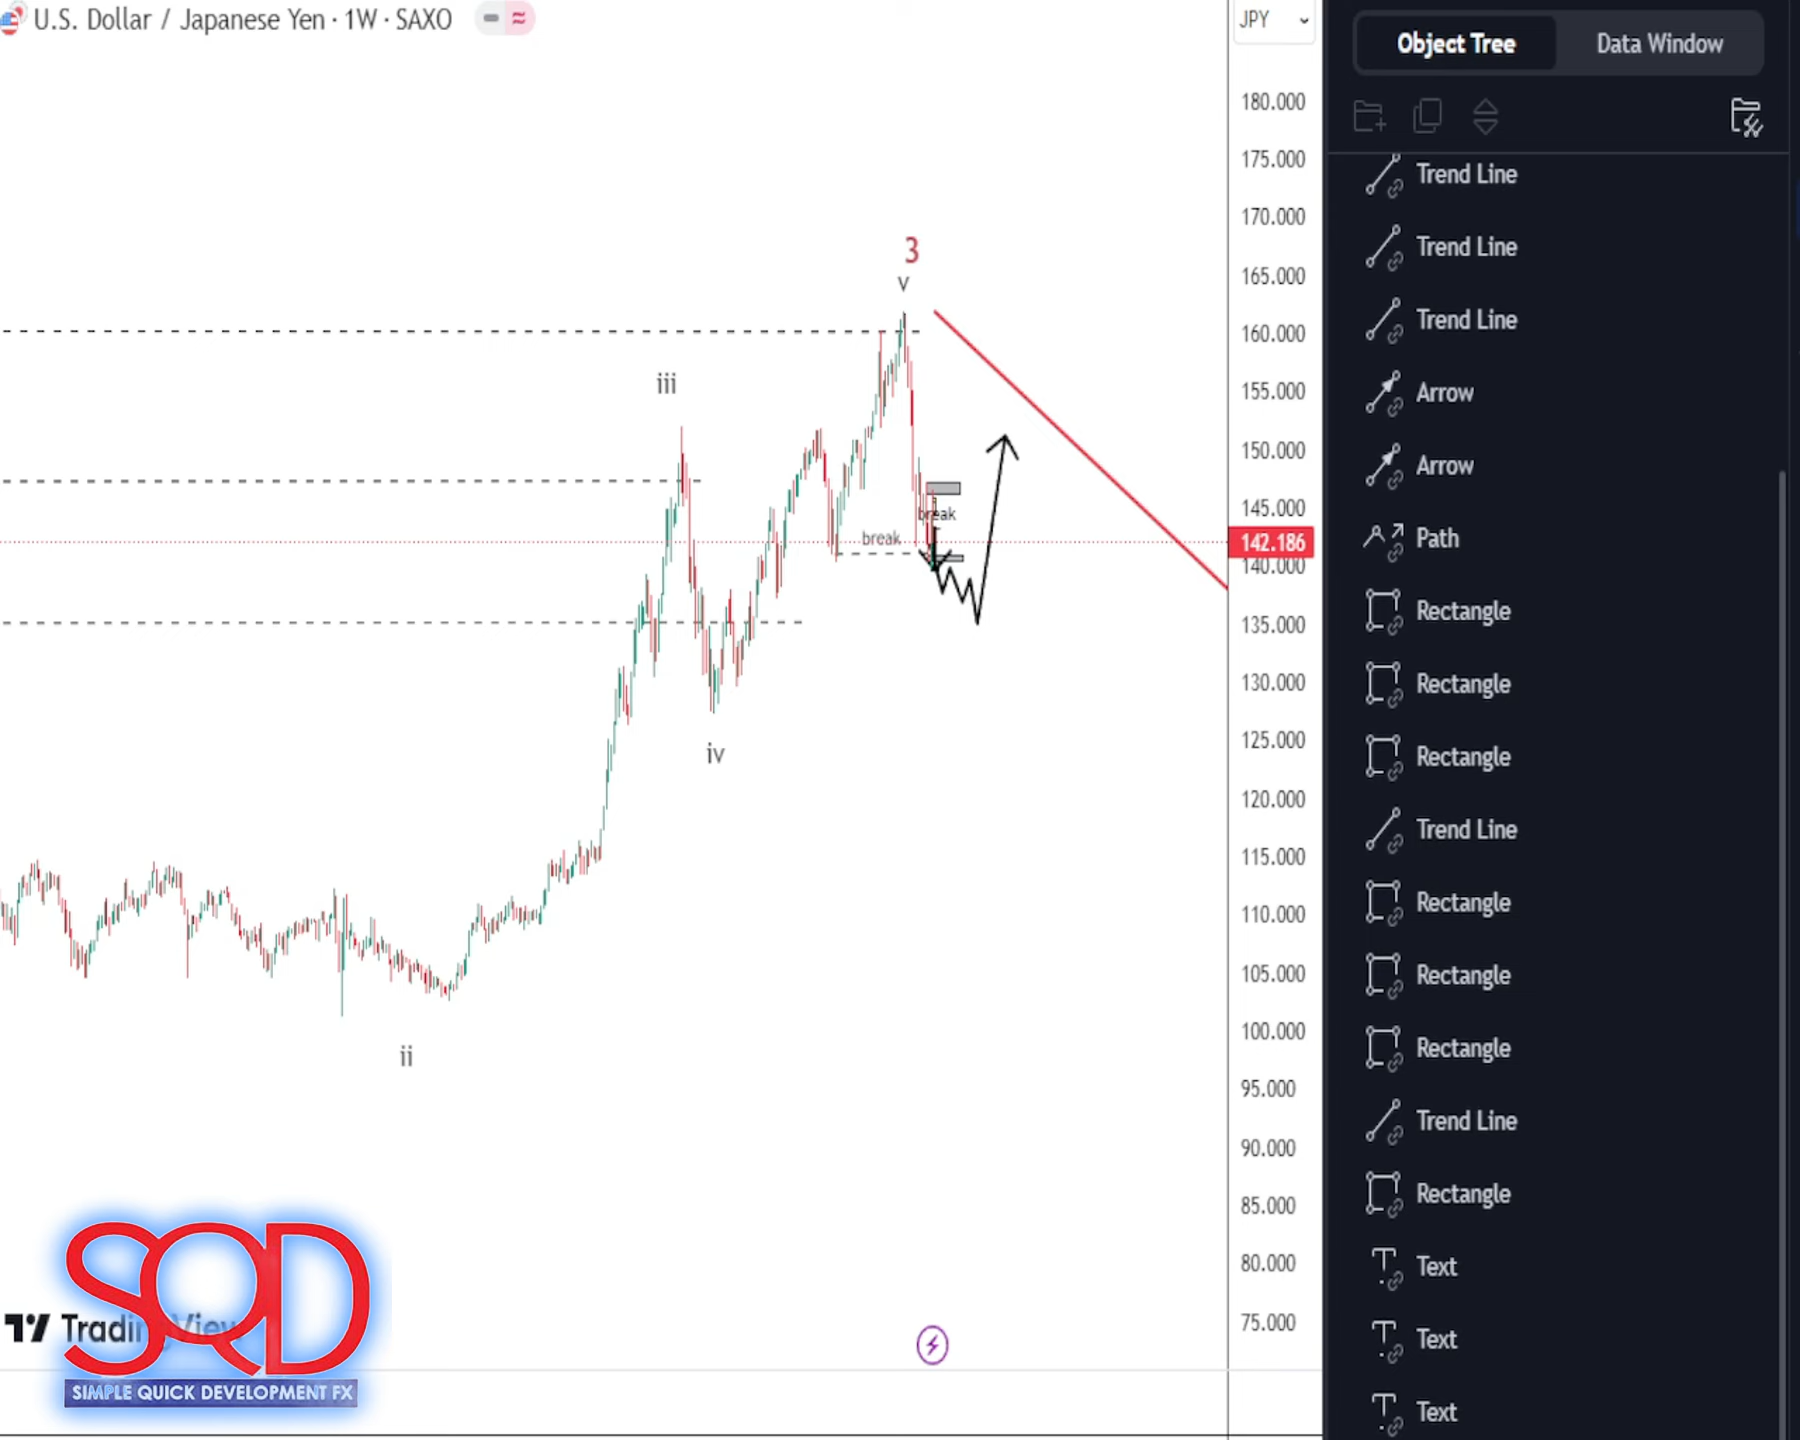 U.S. Dollar / Japanese Yen · 1W · SAXO
JPY
180.000
175.000
170.000
165.000
160.000
155.000
150.000
145.000
142.186
140.000
135.000
130.000
125.000
120.000
115.000
110.000
105.000
100.000
95.000
90.000
85.000
80.000
75.000
3
v
iii
break
break
iv
ii
TradingView
SQD
SIMPLE QUICK DEVELOPMENT FX
Object Tree
Data Window
Trend Line
Trend Line
Trend Line
Arrow
Arrow
Path
Rectangle
Rectangle
Rectangle
Trend Line
Rectangle
Rectangle
Rectangle
Trend Line
Rectangle
Text
Text
Text